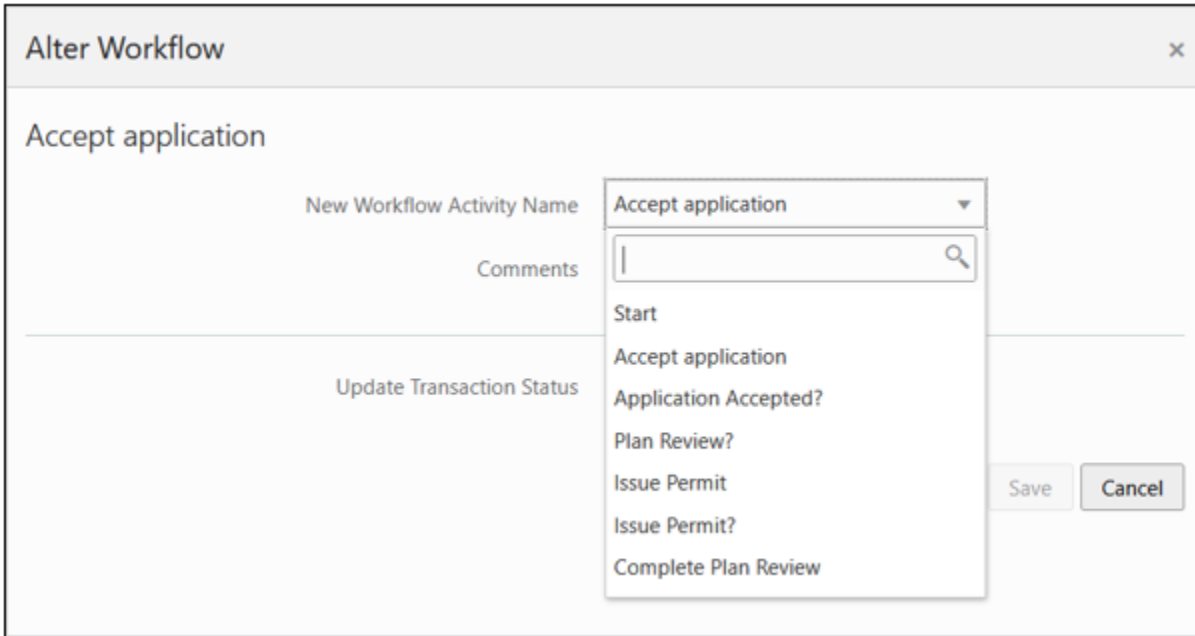 Alter Workflow
×
Accept application
New Workflow Activity Name
Accept application
Comments
Start
Accept application
Update Transaction Status
Application Accepted?
Plan Review?
Issue Permit
Issue Permit?
Complete Plan Review
Save
Cancel